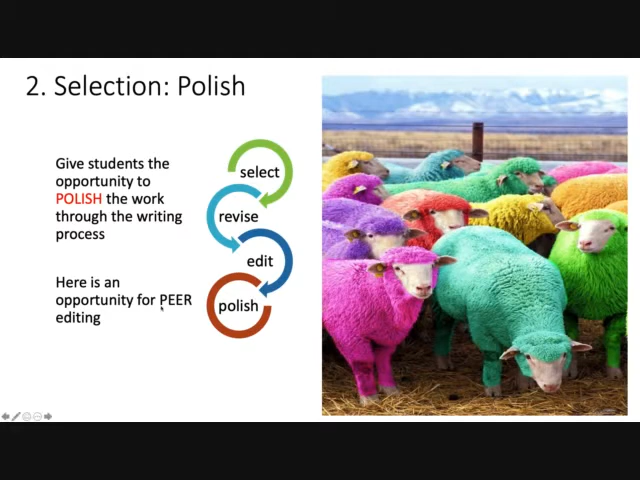 2. Selection: Polish
Give students the
opportunity to
POLISH the work
through the writing
process
Here is an
opportunity for PEER
editing
select
revise
edit
polish